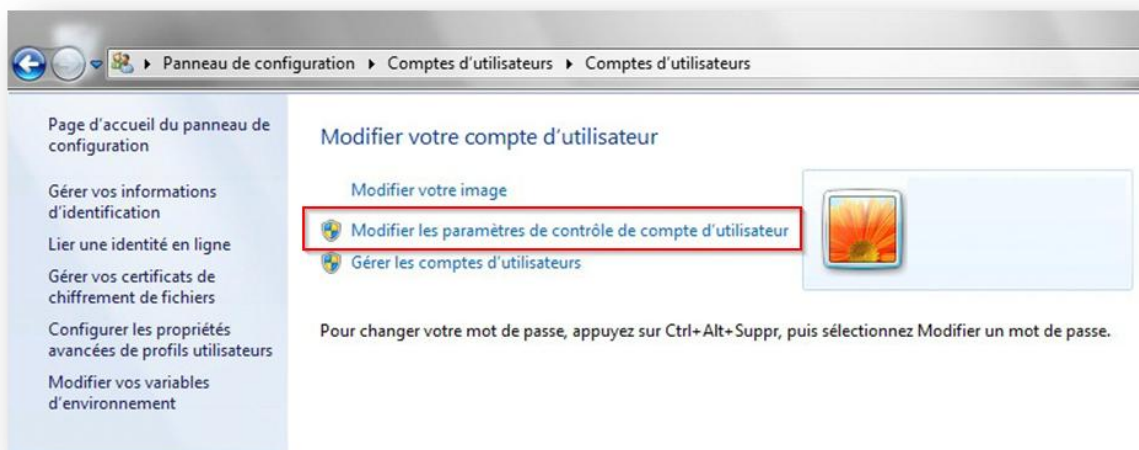 Panneau de configuration ▸ Comptes d'utilisateurs ▸ Comptes d'utilisateurs
Page d'accueil du panneau de
configuration
Gérer vos informations
d'identification
Lier une identité en ligne
Gérer vos certificats de
chiffrement de fichiers
Configurer les propriétés
avancées de profils utilisateurs
Modifier vos variables
d'environnement
Modifier votre compte d'utilisateur
Modifier votre image
Modifier les paramètres de contrôle de compte d'utilisateur
Gérer les comptes d'utilisateurs
Pour changer votre mot de passe, appuyez sur Ctrl+Alt+Suppr, puis sélectionnez Modifier un mot de passe.